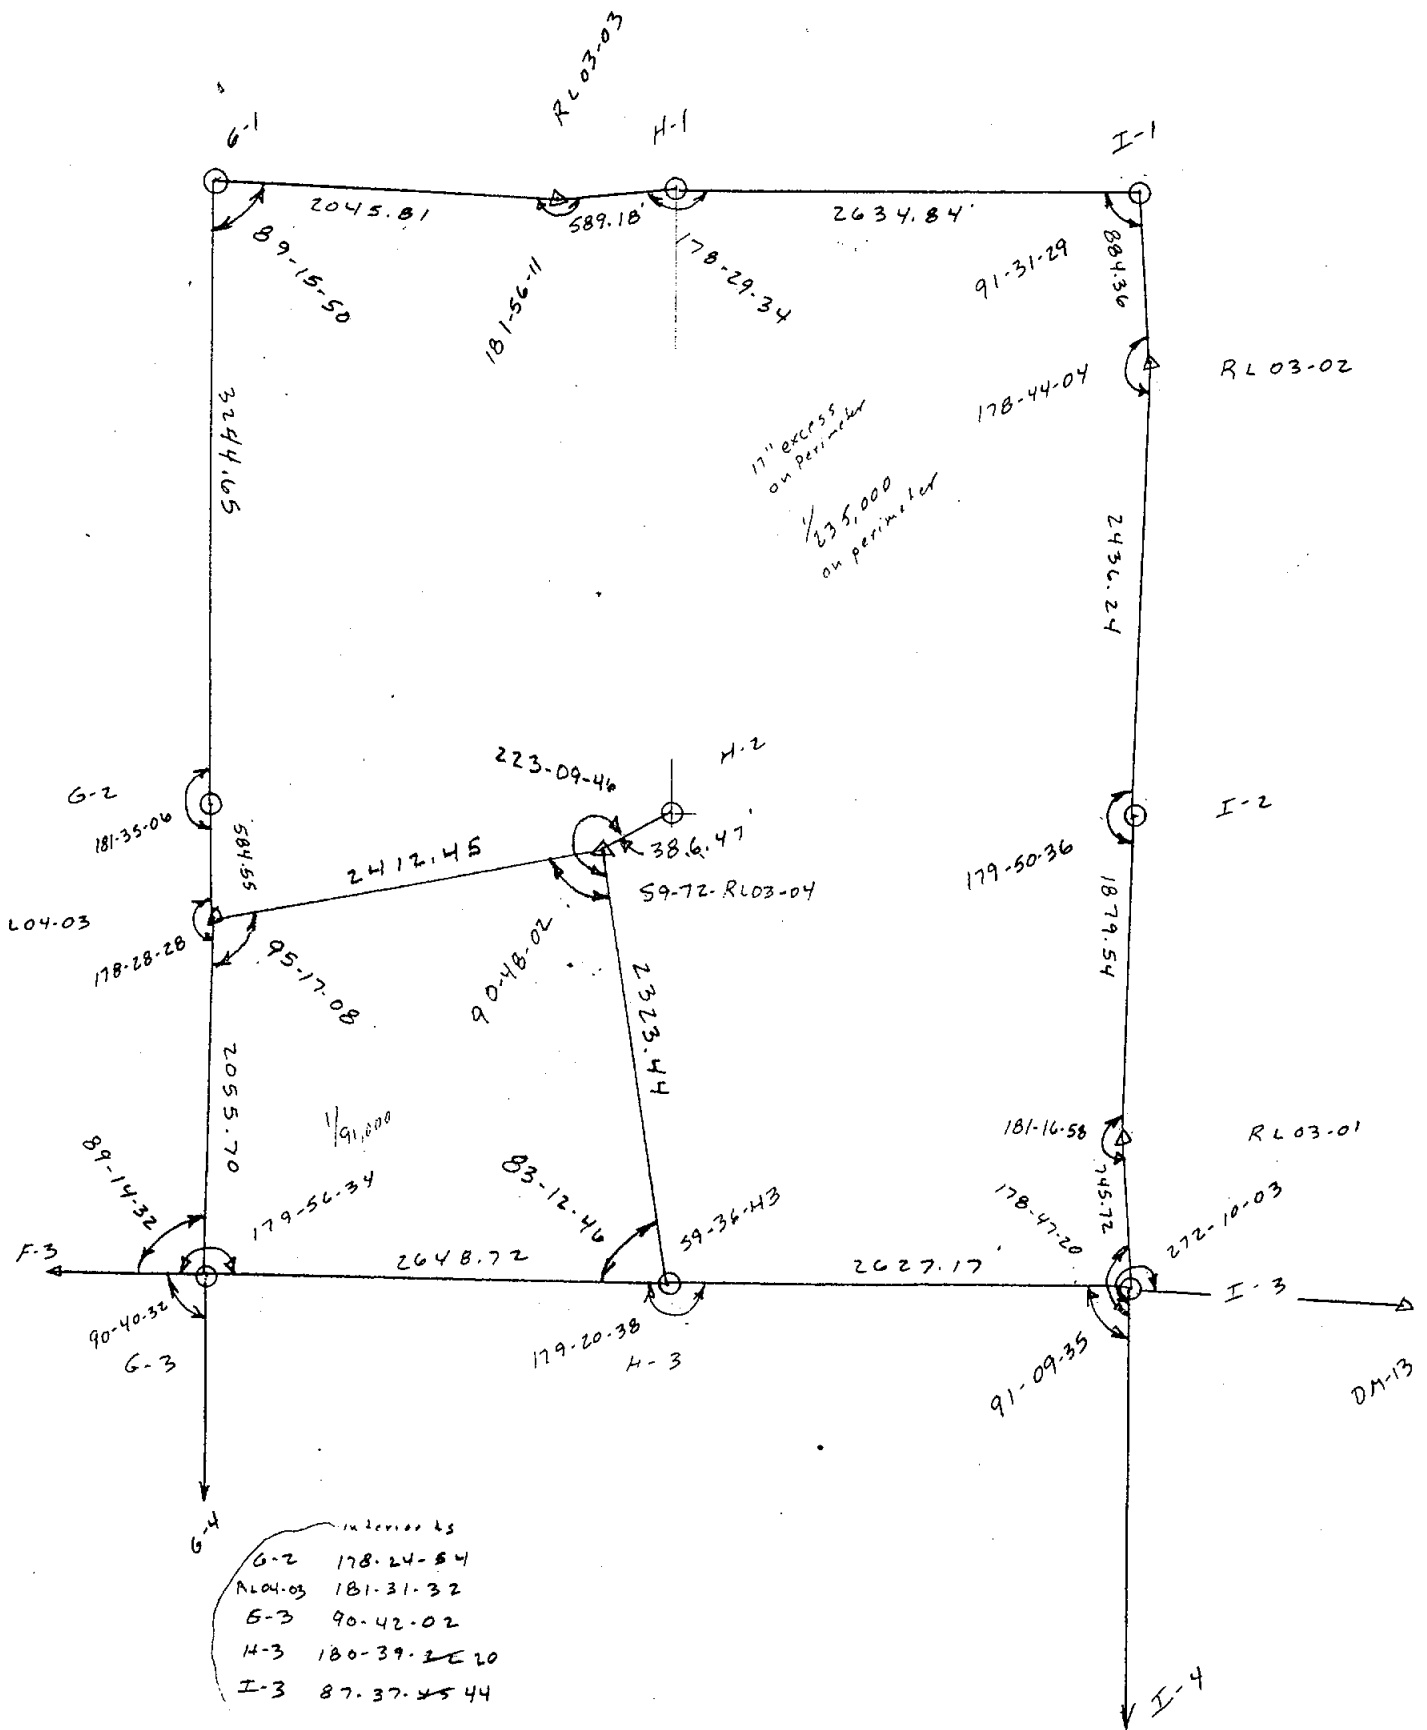 RL03-03
G-1
H-1
I-1
2045.81
589.18'
2634.84'
89-15-50
181-56-11
178-29-34
91-31-29
884.36
RL03-02
178-44-04
3244.65
17" excess
on perimeter
1/235,000
on perimeter
2436.24
G-2
181-35-06
584.55
223-09-46
H-2
2412.45
386.47'
59-72-RL03-04
I-2
179-50-36
L04-03
178-28-28
95-17-08
90-48-02
2323.44
1879.54
2055.70
1/91,000
181-16-58
RL03-01
89-14-32
179-56-34
83-12-46
59-36-H3
178-47-20
745.72
272-10-03
F-3
2648.72
2627.17'
I-3
90-40-32
G-3
179-20-38
H-3
91-09-35
DM-13
G-4
interior ∠s
G-2 178-24-54
RL04-03 181-31-32
G-3 90-42-02
H-3 180-39-20
I-3 87-37-44
I-4